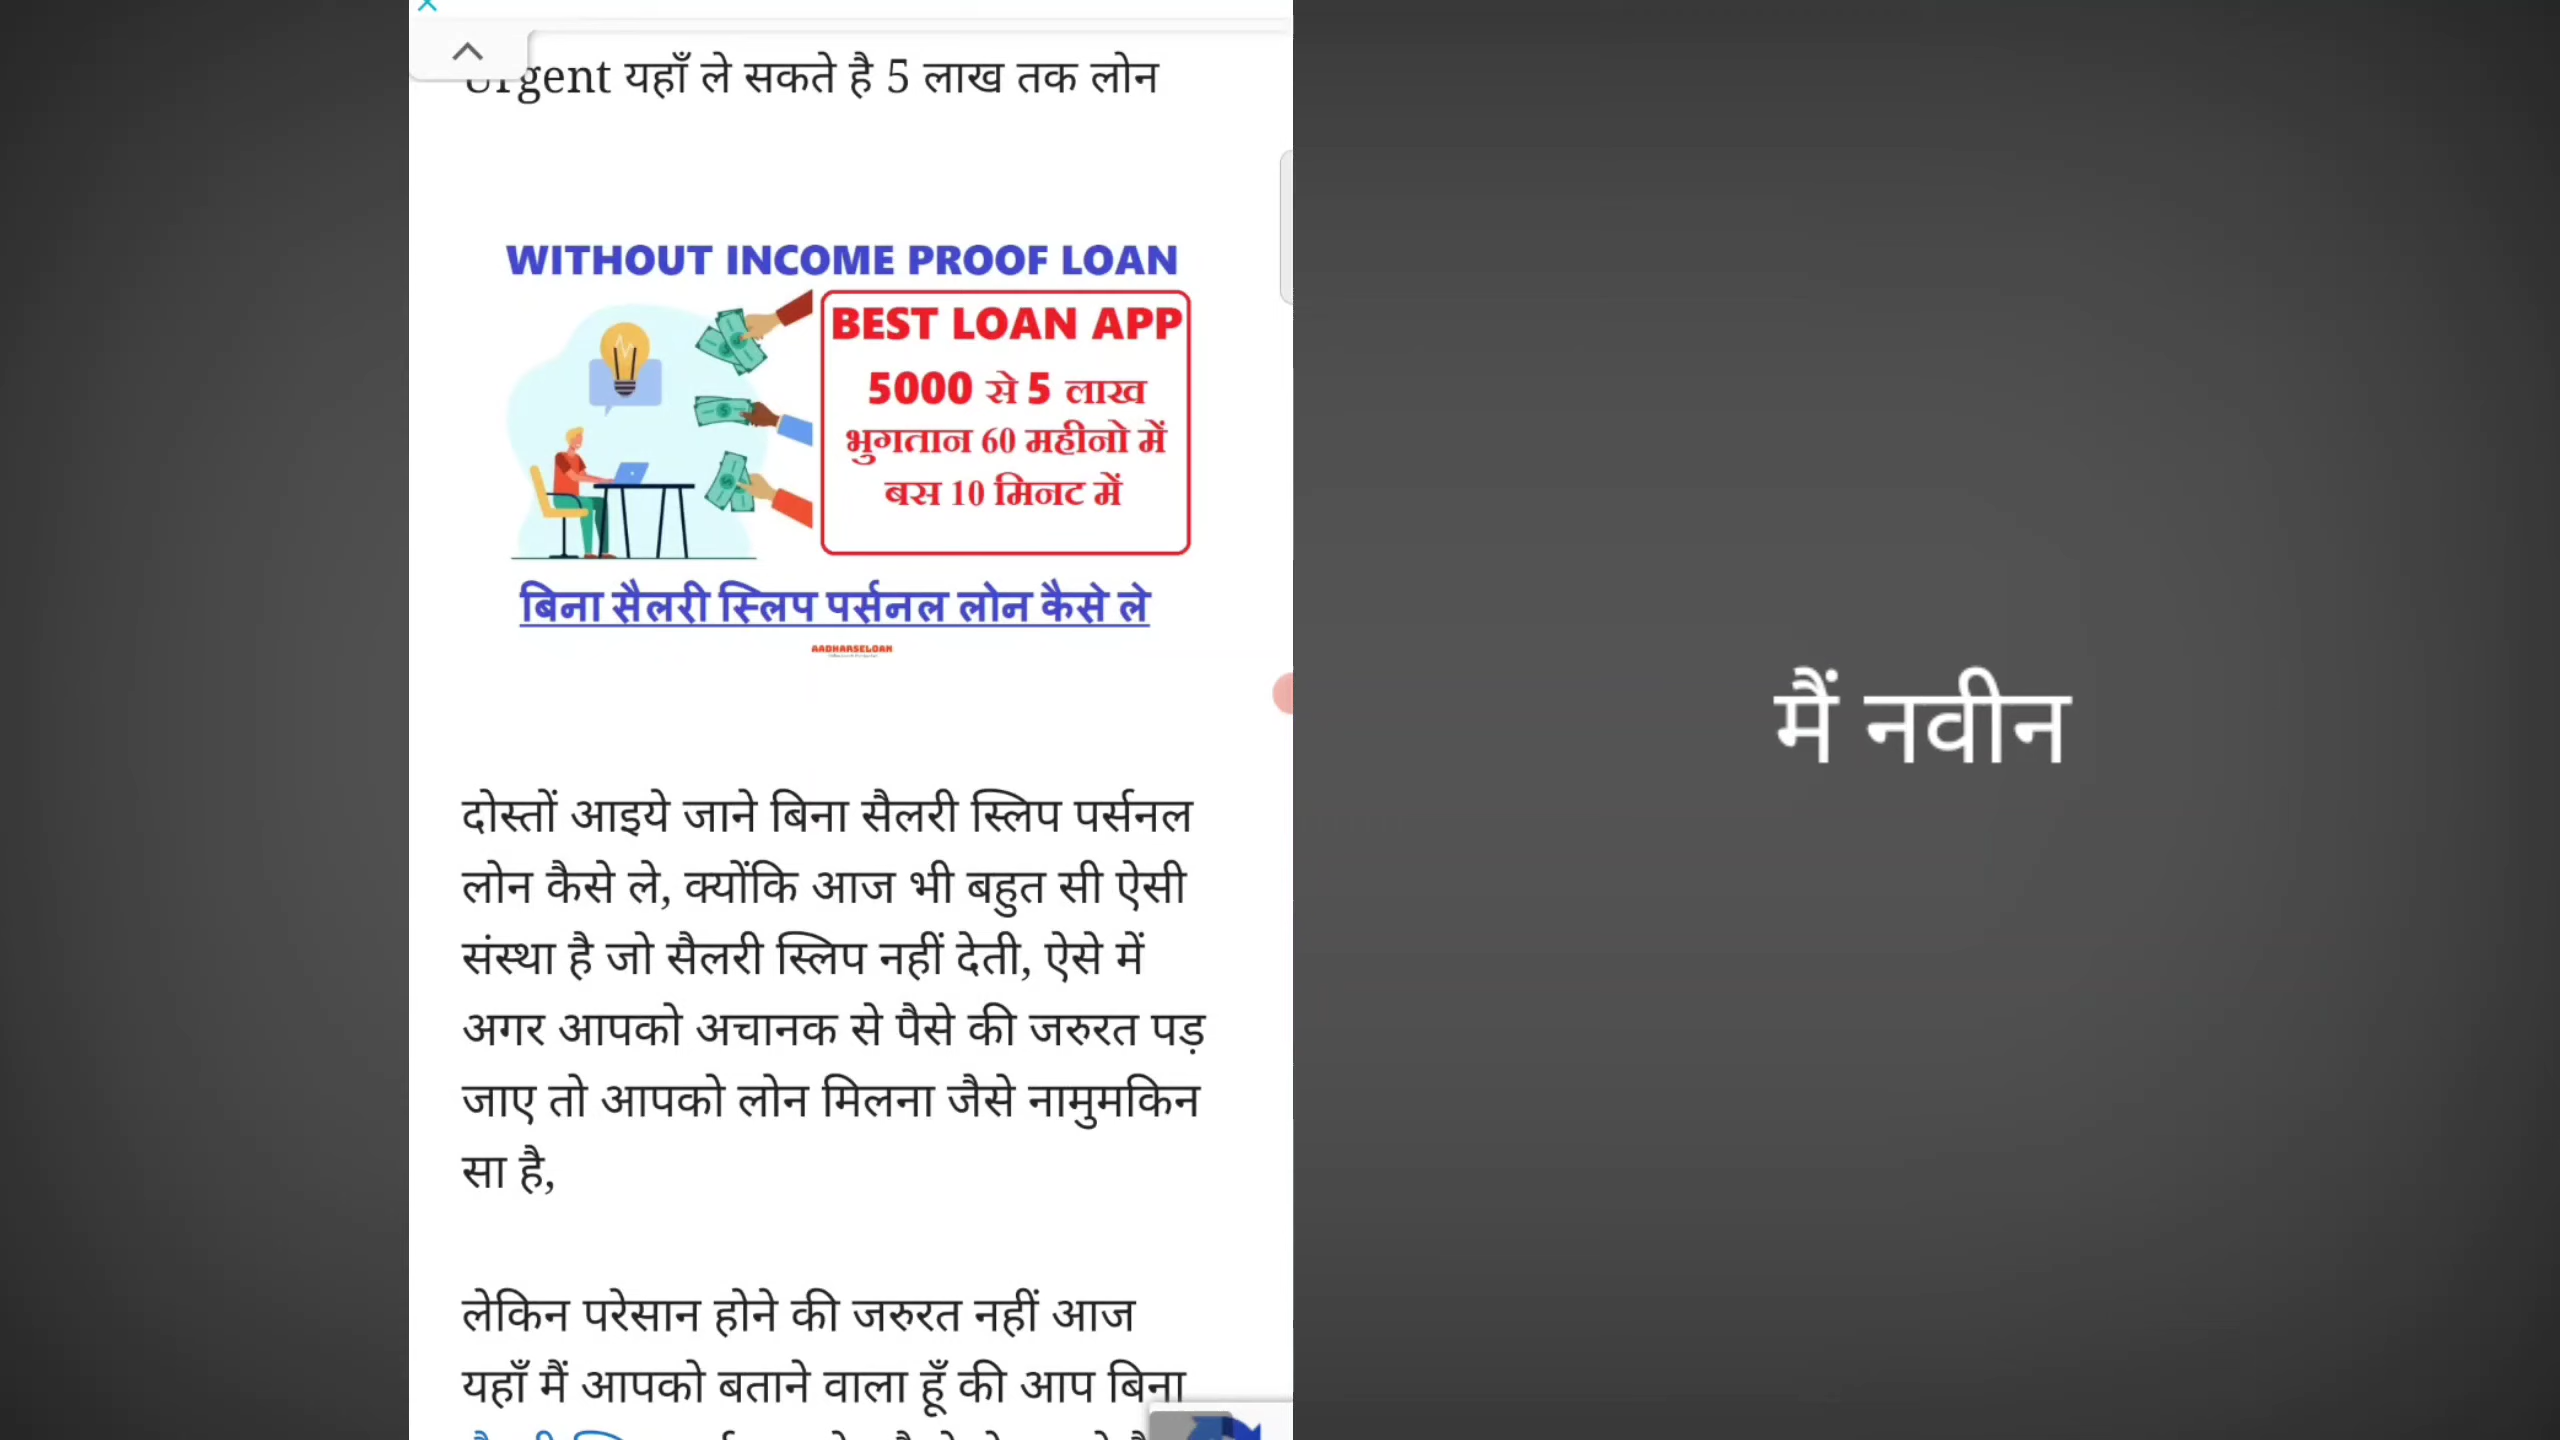 Urgent यहाँ ले सकते है 5 लाख तक लोन
WITHOUT INCOME PROOF LOAN
BEST LOAN APP
5000 से 5 लाख
भुगतान 60 महीनो में
बस 10 मिनट में
बिना सैलरी स्लिप पर्सनल लोन कैसे ले
AADHARSELOAN
दोस्तों आइये जाने बिना सैलरी स्लिप पर्सनल
लोन कैसे ले, क्योंकि आज भी बहुत सी ऐसी
संस्था है जो सैलरी स्लिप नहीं देती, ऐसे में
अगर आपको अचानक से पैसे की जरुरत पड़
जाए तो आपको लोन मिलना जैसे नामुमकिन
सा है,
लेकिन परेसान होने की जरुरत नहीं आज
यहाँ मैं आपको बताने वाला हूँ की आप बिना
मैं नवीन